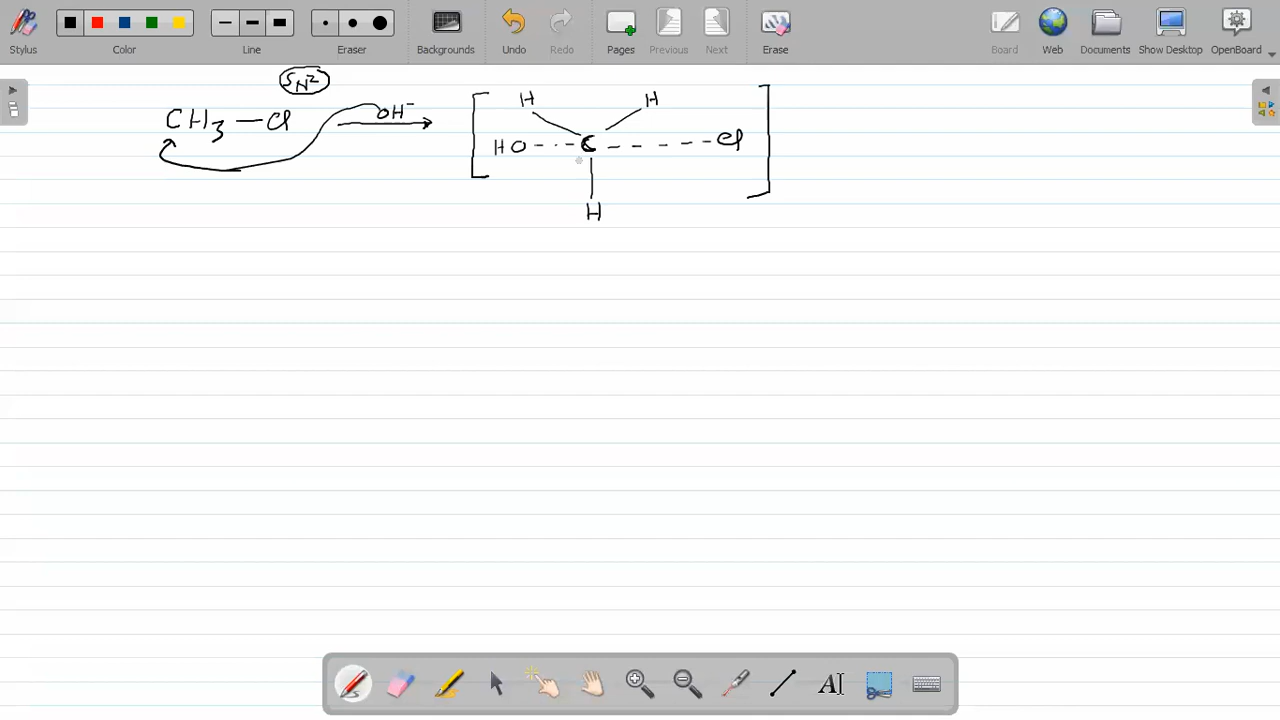 Stylus Color Line Eraser Backgrounds Undo Redo Pages Previous Next Erase Board Web Documents Show Desktop OpenBoard
SN2
CH3 — Cl OH⁻ → [ H H
HO - - - C - - - - - Cl ]
H